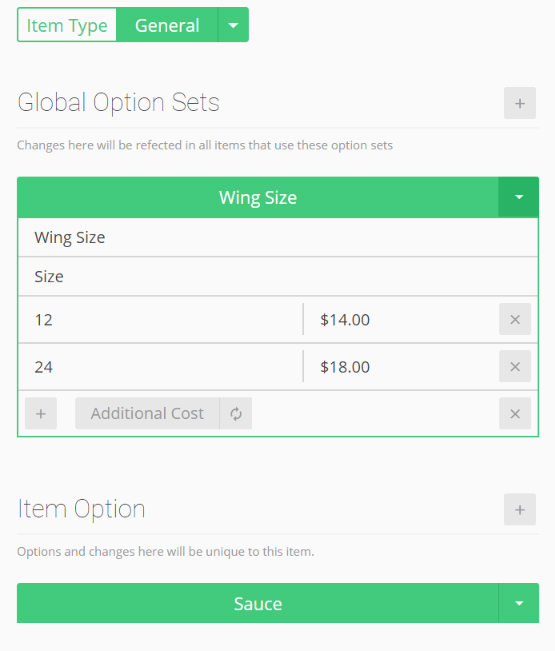 Item Type General
Global Option Sets +
Changes here will be refected in all items that use these option sets
Wing Size
Wing Size
Size
12 $14.00 ×
24 $18.00 ×
+ Additional Cost ×
Item Option +
Options and changes here will be unique to this item.
Sauce